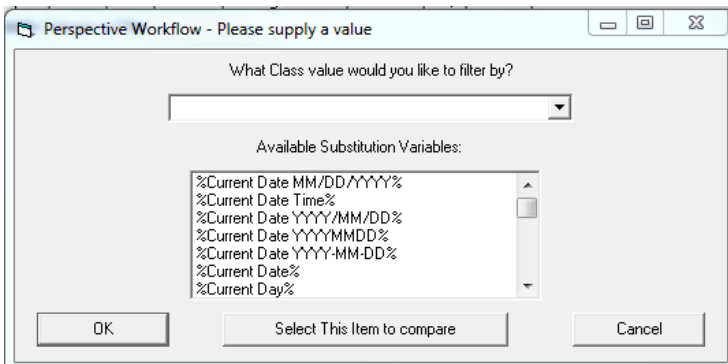 Perspective Workflow - Please supply a value
What Class value would you like to filter by?
Available Substitution Variables:
%Current Date MM/DD/YYYY%
%Current Date Time%
%Current Date YYYY/MM/DD%
%Current Date YYYYMMDD%
%Current Date YYYY-MM-DD%
%Current Date%
%Current Day%
OK
Select This Item to compare
Cancel